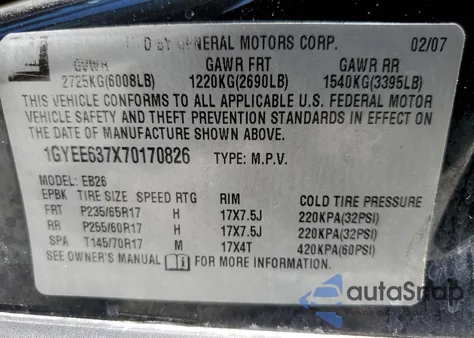 D BY GENERAL MOTORS CORP. 02/07
GVWR GAWR FRT GAWR RR
2725KG(6008LB) 1220KG(2690LB) 1540KG(3395LB)
THIS VEHICLE CONFORMS TO ALL APPLICABLE U.S. FEDERAL MOTOR
VEHICLE SAFETY AND THEFT PREVENTION STANDARDS IN EFFECT ON
THE DATE OF MANUFACTURE SHOWN ABOVE.
1GYEE637X70170826 TYPE: M.P.V.
MODEL: EB26
EPBK TIRE SIZE SPEED RTG RIM COLD TIRE PRESSURE
FRT P235/65R17 H 17X7.5J 220KPA(32PSI)
RR P255/60R17 H 17X7.5J 220KPA(32PSI)
SPA T145/70R17 M 17X4T 420KPA(60PSI)
SEE OWNER'S MANUAL FOR MORE INFORMATION
autoSnap